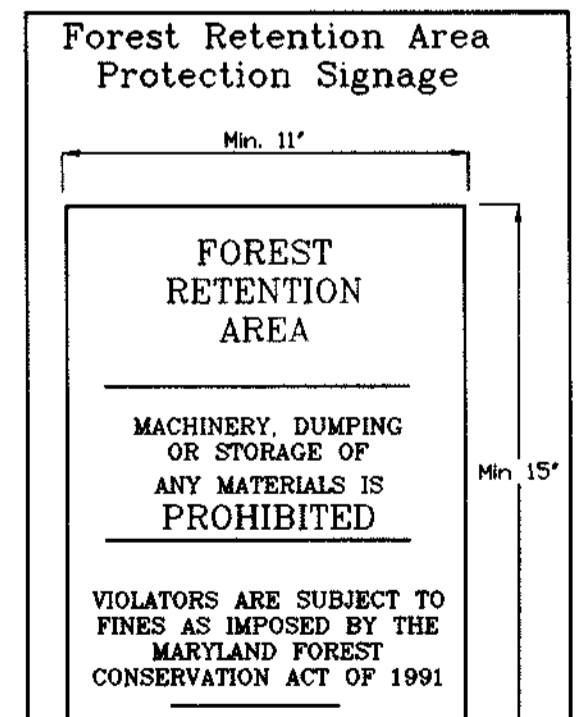 Forest Retention Area
Protection Signage
Min. 11"
FOREST
RETENTION
AREA
MACHINERY, DUMPING
OR STORAGE OF
ANY MATERIALS IS
PROHIBITED
Min 15"
VIOLATORS ARE SUBJECT TO
FINES AS IMPOSED BY THE
MARYLAND FOREST
CONSERVATION ACT OF 1991